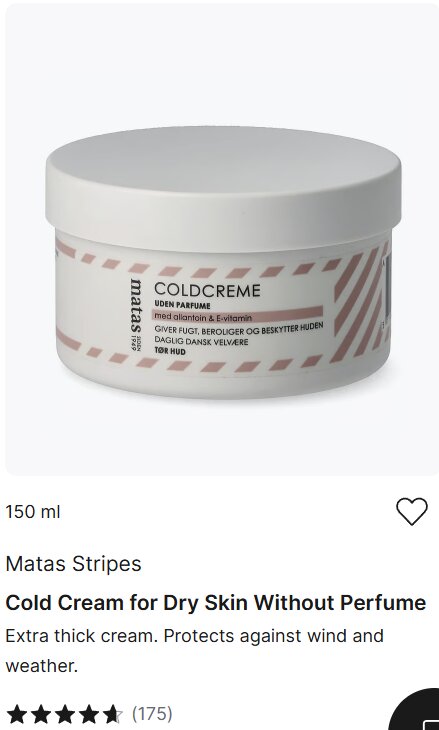 COLDCREME
UDEN PARFUME
med allantoin & E-vitamin
GIVER FUGT, BEROLIGER OG BESKYTTER HUDEN
DAGLIG DANSK VELVÆRE
TØR HUD
matas
SIDEN 1949
150 ml
Matas Stripes
Cold Cream for Dry Skin Without Perfume
Extra thick cream. Protects against wind and
weather.
(175)